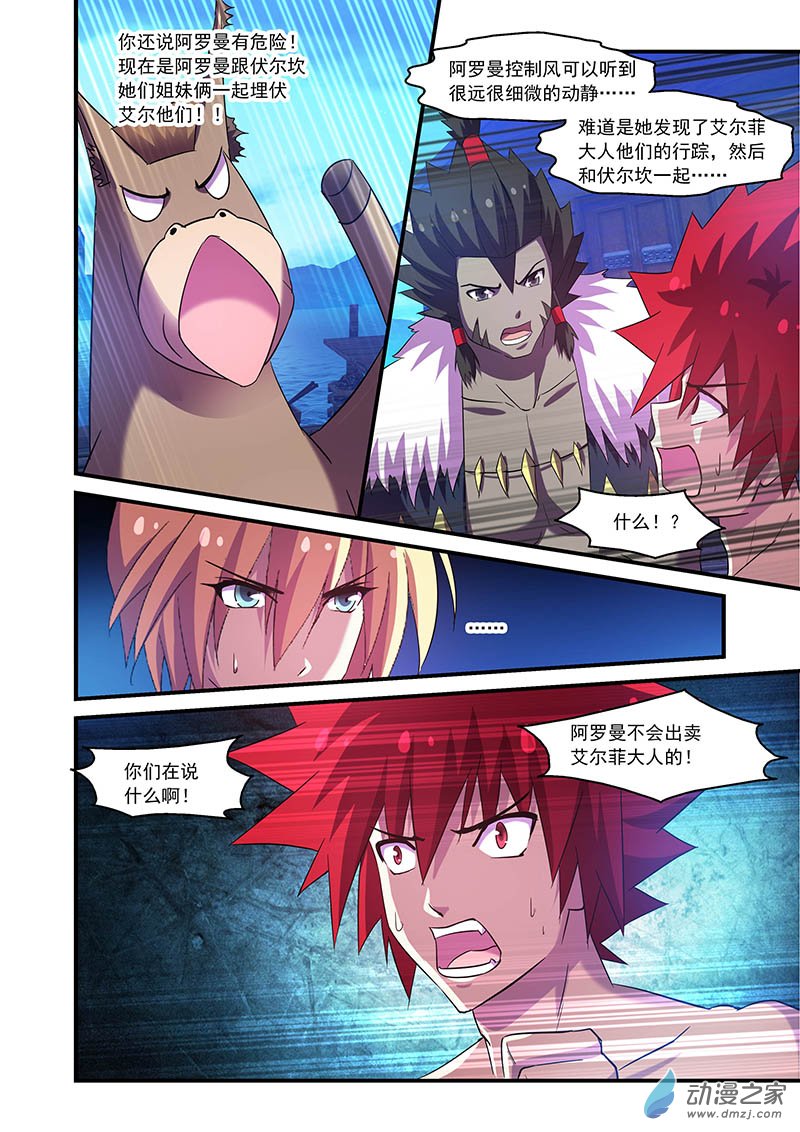 你还说阿罗曼有危险！
现在是阿罗曼跟伏尔坎
她们姐妹俩一起埋伏
艾尔他们！！
阿罗曼控制风可以听到
很远很细微的动静……
难道是她发现了艾尔菲
大人他们的行踪，然后
和伏尔坎一起……
什么！？
……
你们在说
什么啊！
阿罗曼不会出卖
艾尔菲大人的！
动漫之家
www.dmzj.com